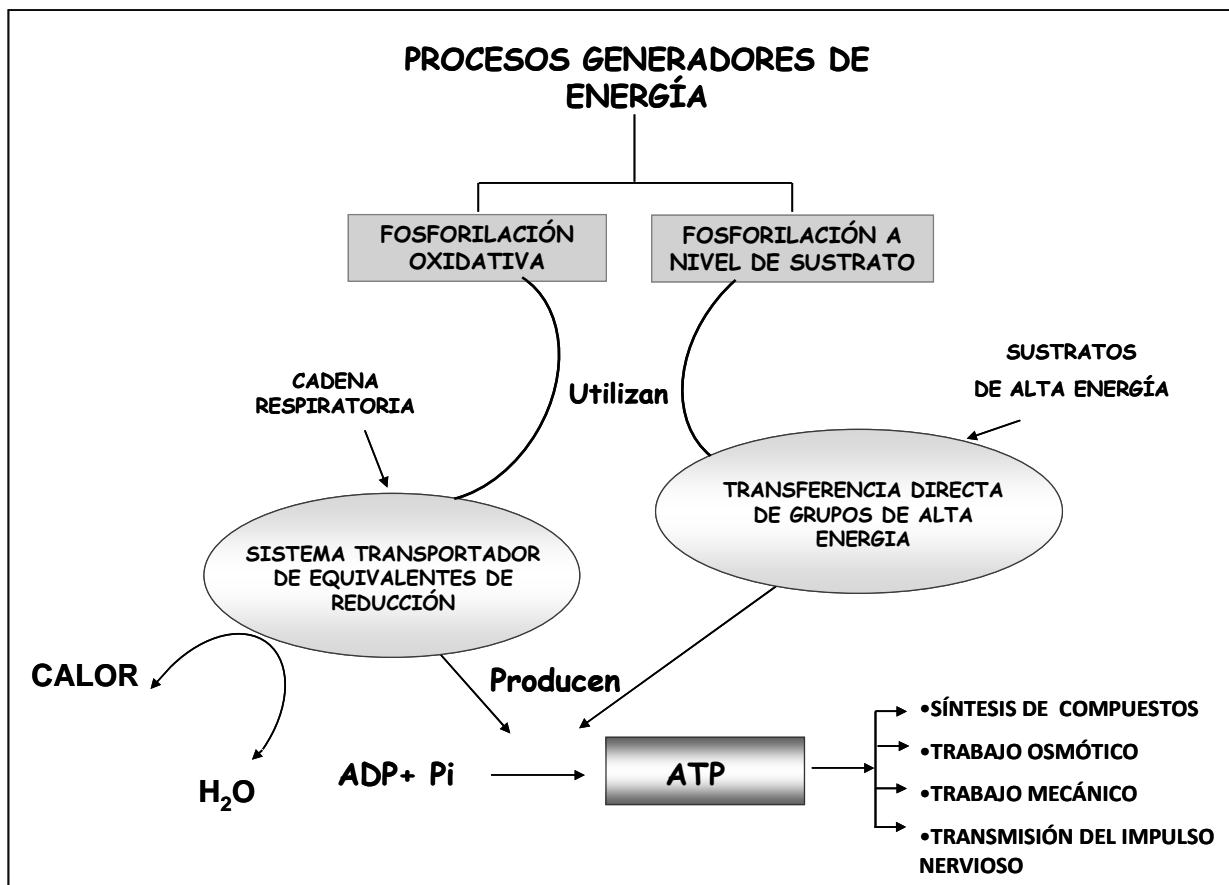 PROCESOS GENERADORES DE
ENERGÍA
FOSFORILACIÓN
OXIDATIVA
FOSFORILACIÓN A
NIVEL DE SUSTRATO
CADENA
RESPIRATORIA
Utilizan
SUSTRATOS
DE ALTA ENERGÍA
SISTEMA TRANSPORTADOR
DE EQUIVALENTES DE
REDUCCIÓN
TRANSFERENCIA DIRECTA
DE GRUPOS DE ALTA
ENERGIA
CALOR
H₂O
Producen
ADP+ Pi
ATP
•SÍNTESIS DE COMPUESTOS
•TRABAJO OSMÓTICO
•TRABAJO MECÁNICO
•TRANSMISIÓN DEL IMPULSO
NERVIOSO